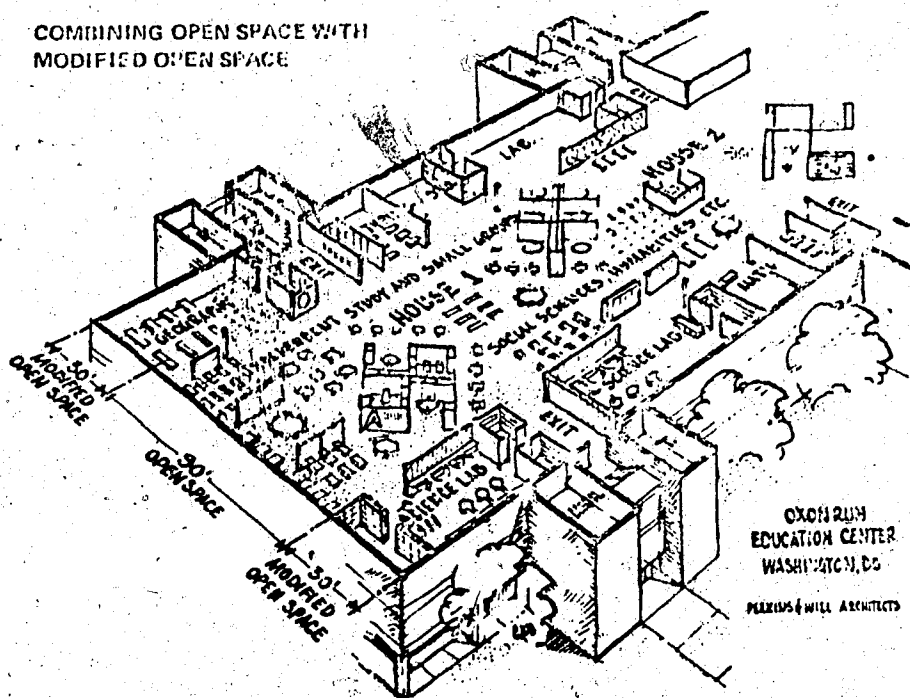 COMBINING OPEN SPACE WITH
MODIFIED OPEN SPACE
EXIT
LAB.
HOUSE 2
EXIT
EXIT
INDEPENDENT STUDY AND SMALL GROUP
HOUSE 1
SOCIAL SCIENCES HUMANITIES ETC.
GEOGRAPHY
SCIENCE LAB
MATH
30'
MODIFIED
OPEN SPACE
90'
OPEN SPACE
30'
MODIFIED
OPEN SPACE
EXIT
SCIENCE LAB
OXON RUN
EDUCATION CENTER
WASHINGTON, DC
PERKINS & WILL ARCHITECTS